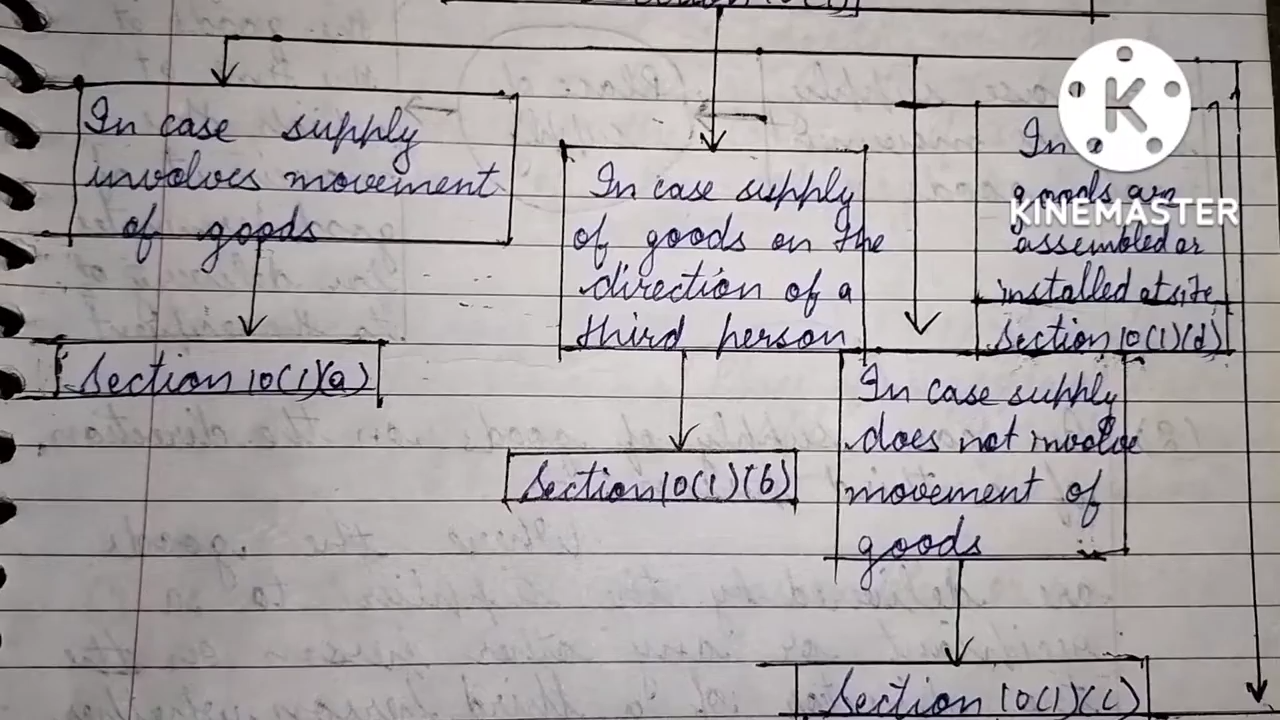 In case supply
involves movement
of goods
Section 10(1)(a)
In case supply
of goods on the
direction of a
third person
Section 10(1)(b)
In
goods are
assembled or
installed at site
Section 10(1)(d)
In case supply
does not involve
movement of
goods
Section 10(1)(c)
K
KINEMASTER